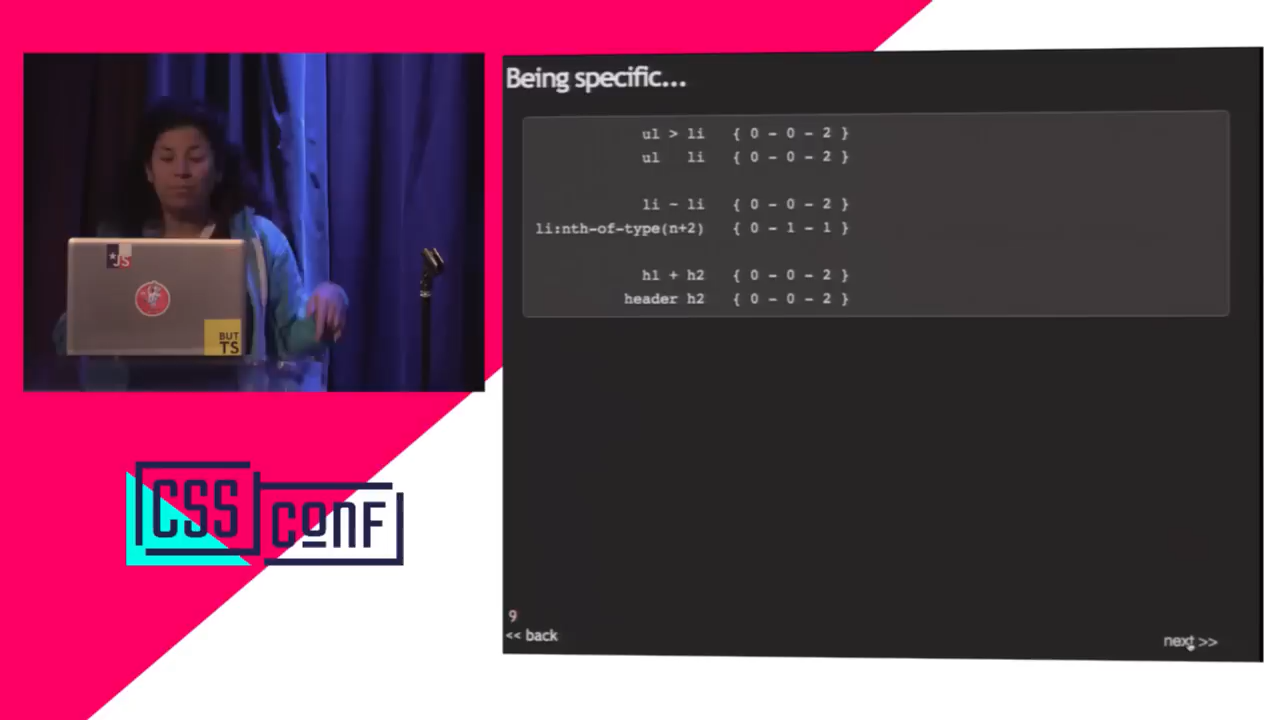 Being specific...
ul > li { 0 - 0 - 2 }
ul li { 0 - 0 - 2 }
li ~ li { 0 - 0 - 2 }
li:nth-of-type(n+2) { 0 - 1 - 1 }
h1 + h2 { 0 - 0 - 2 }
header h2 { 0 - 0 - 2 }
9
<< back
next >>
JS
BUT
TS
CSS
CONF